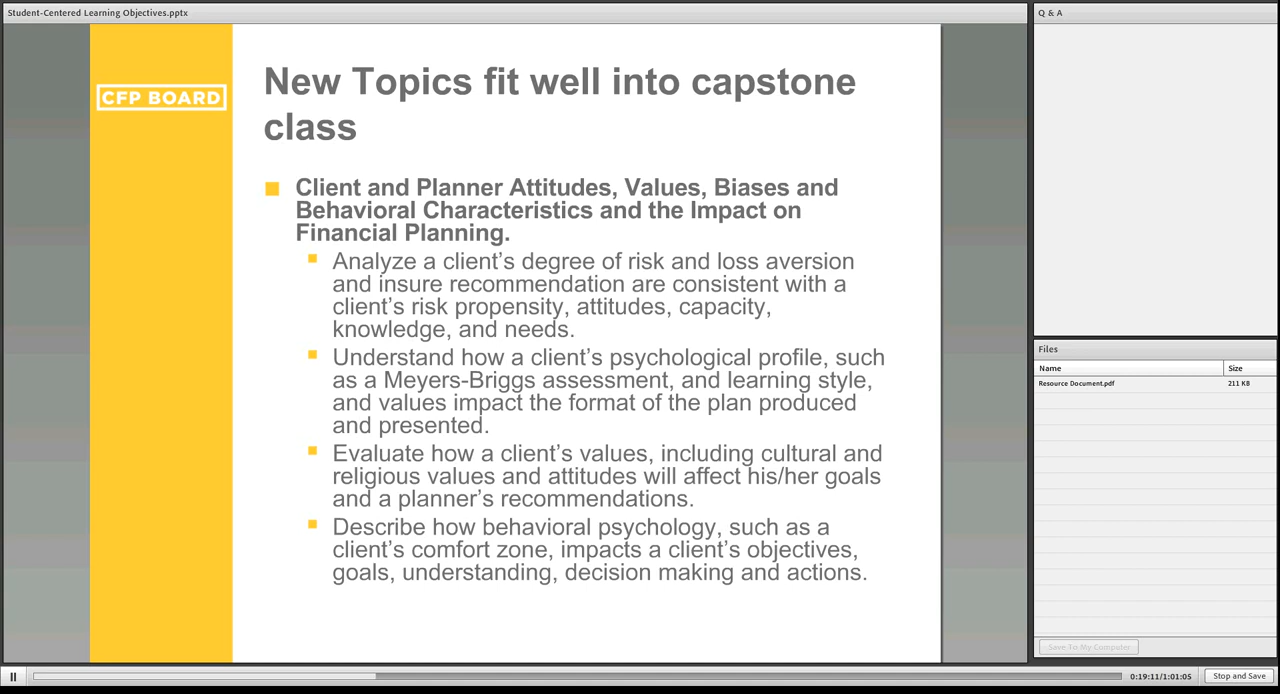 Student-Centered Learning Objectives.pptx
CFP BOARD
New Topics fit well into capstone
class
Client and Planner Attitudes, Values, Biases and
Behavioral Characteristics and the Impact on
Financial Planning.
Analyze a client's degree of risk and loss aversion
and insure recommendation are consistent with a
client's risk propensity, attitudes, capacity,
knowledge, and needs.
Understand how a client's psychological profile, such
as a Meyers-Briggs assessment, and learning style,
and values impact the format of the plan produced
and presented.
Evaluate how a client's values, including cultural and
religious values and attitudes will affect his/her goals
and a planner's recommendations.
Describe how behavioral psychology, such as a
client's comfort zone, impacts a client's objectives,
goals, understanding, decision making and actions.
Q & A
Files
Name Size
Resource Document.pdf 211 KB
Save To My Computer
0:19:11/1:01:05 Stop and Save